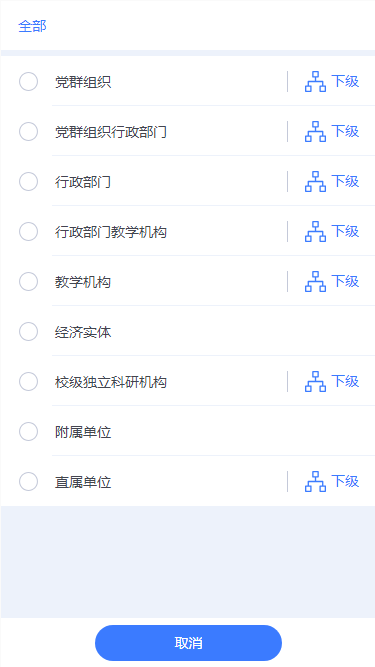 全部
党群组织 下级
党群组织行政部门 下级
行政部门 下级
行政部门教学机构 下级
教学机构 下级
经济实体
校级独立科研机构 下级
附属单位
直属单位 下级
取消